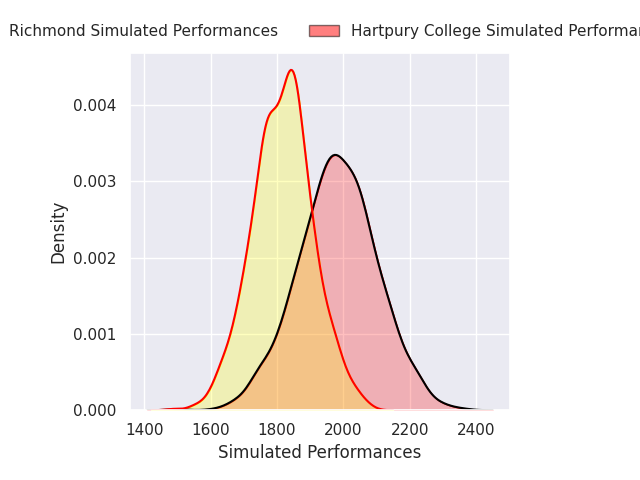 Richmond Simulated Performances
Hartpury College Simulated
0.004
0.003
0.002
0.001
0.000
Density
1400 1600 1800 2000 2200 2400
Simulated Performances